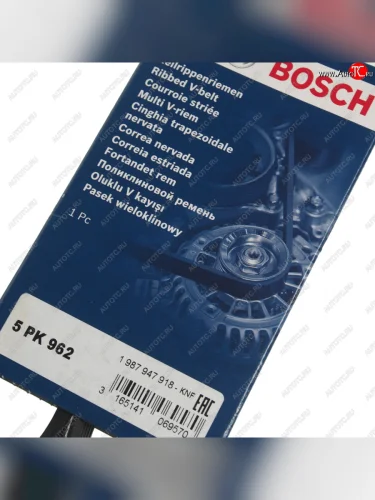 www.АвтоТС.ru
BOSCH
Ribbed V-belt
Courroie striée
Multi V-riem
Cinghia trapezoidale
nervata
Correa nervada
Correia estriada
Fortandet rem
Поликлиновой ремень
Oluklu V kayışı
Pasek wieloklinowy
1 Pc
5 PK 962
1 987 947 918 - KNF
3 165141 069570
EAC